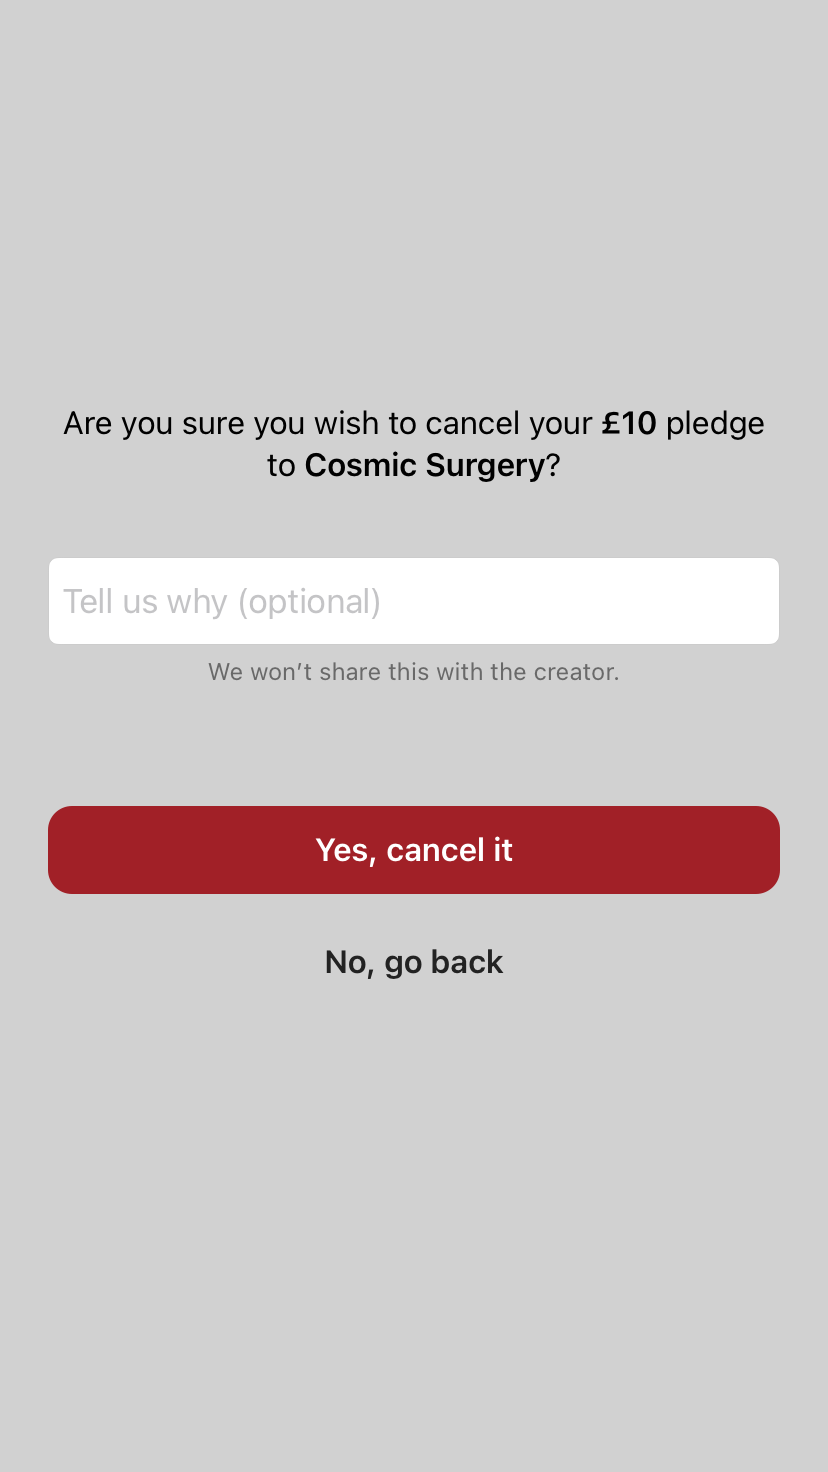 Are you sure you wish to cancel your £10 pledge
to Cosmic Surgery?
Tell us why (optional)
We won’t share this with the creator.
Yes, cancel it
No, go back